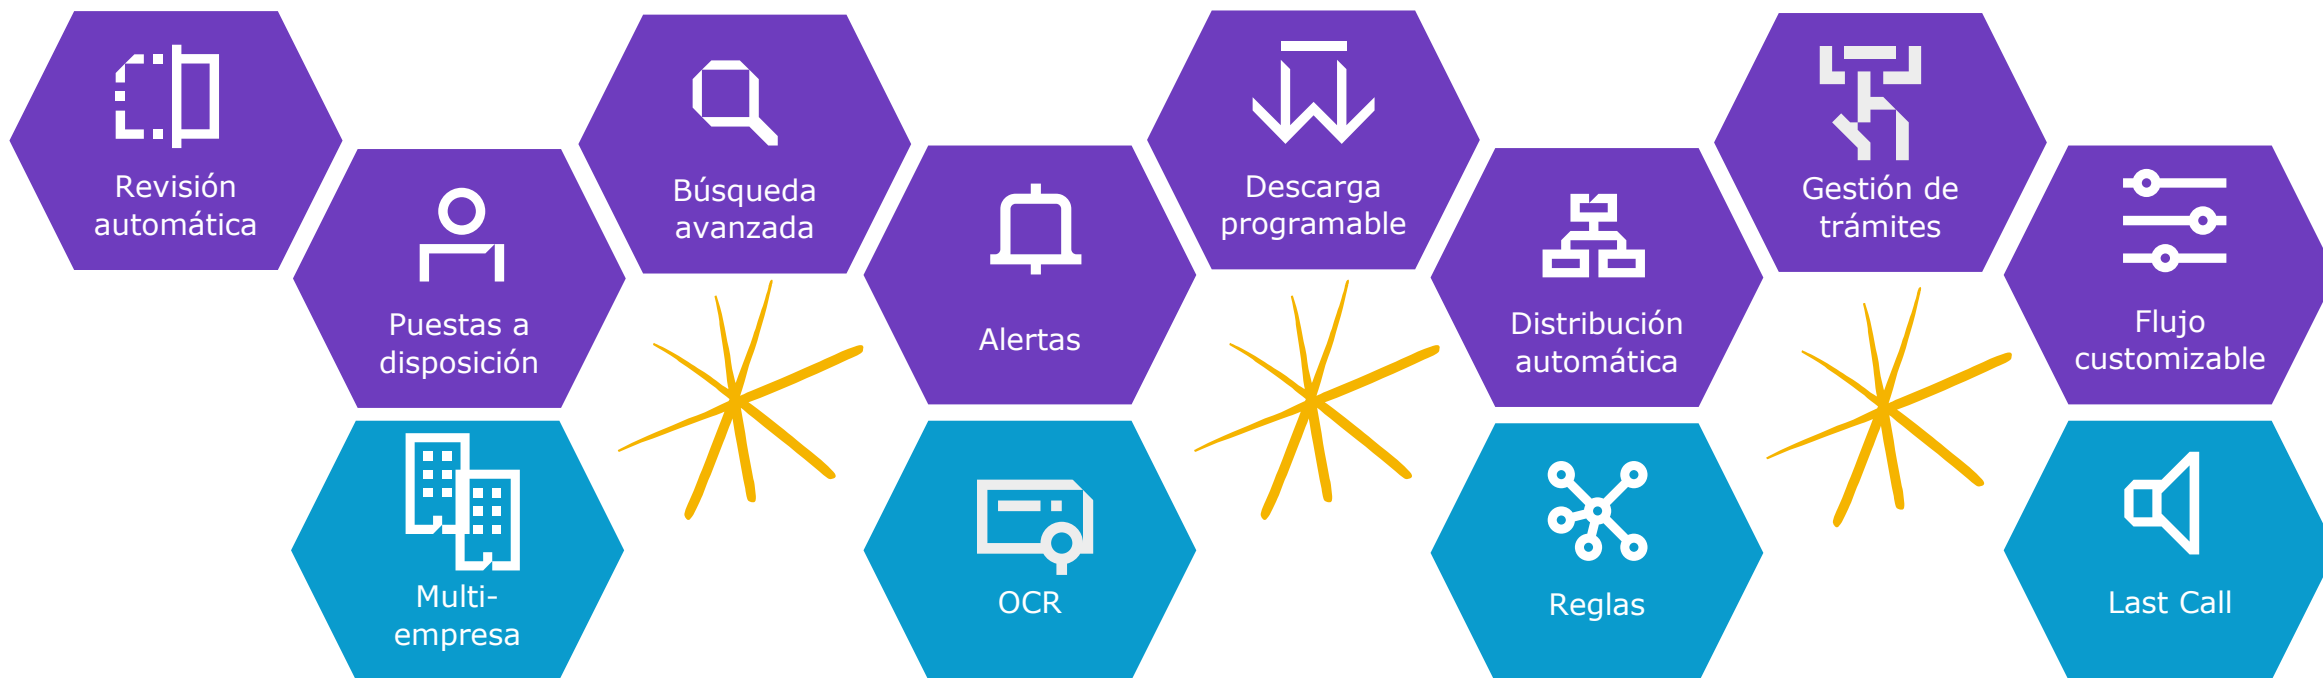 Revisión
automática
Puestas a
disposición
Búsqueda
avanzada
Alertas
Descarga
programable
Distribución
automática
Gestión de
trámites
Flujo
customizable
Multi-
empresa
OCR
Reglas
Last Call